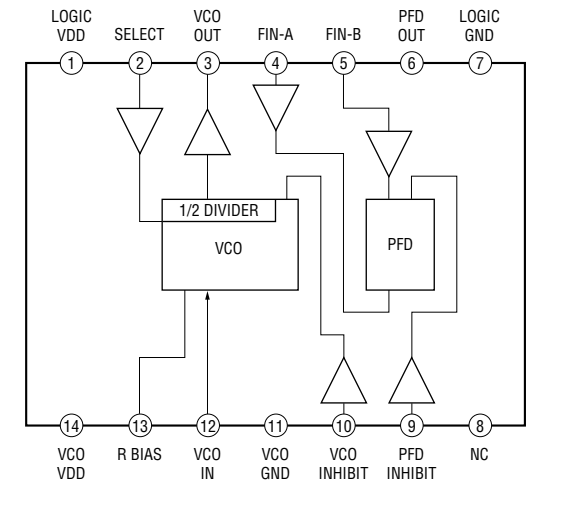 LOGIC
VDD
SELECT
VCO
OUT
FIN-A
FIN-B
PFD
OUT
LOGIC
GND
1
2
3
4
5
6
7
1/2 DIVIDER
VCO
PFD
14
13
12
11
10
9
8
VCO
VDD
R BIAS
VCO
IN
VCO
GND
VCO
INHIBIT
PFD
INHIBIT
NC